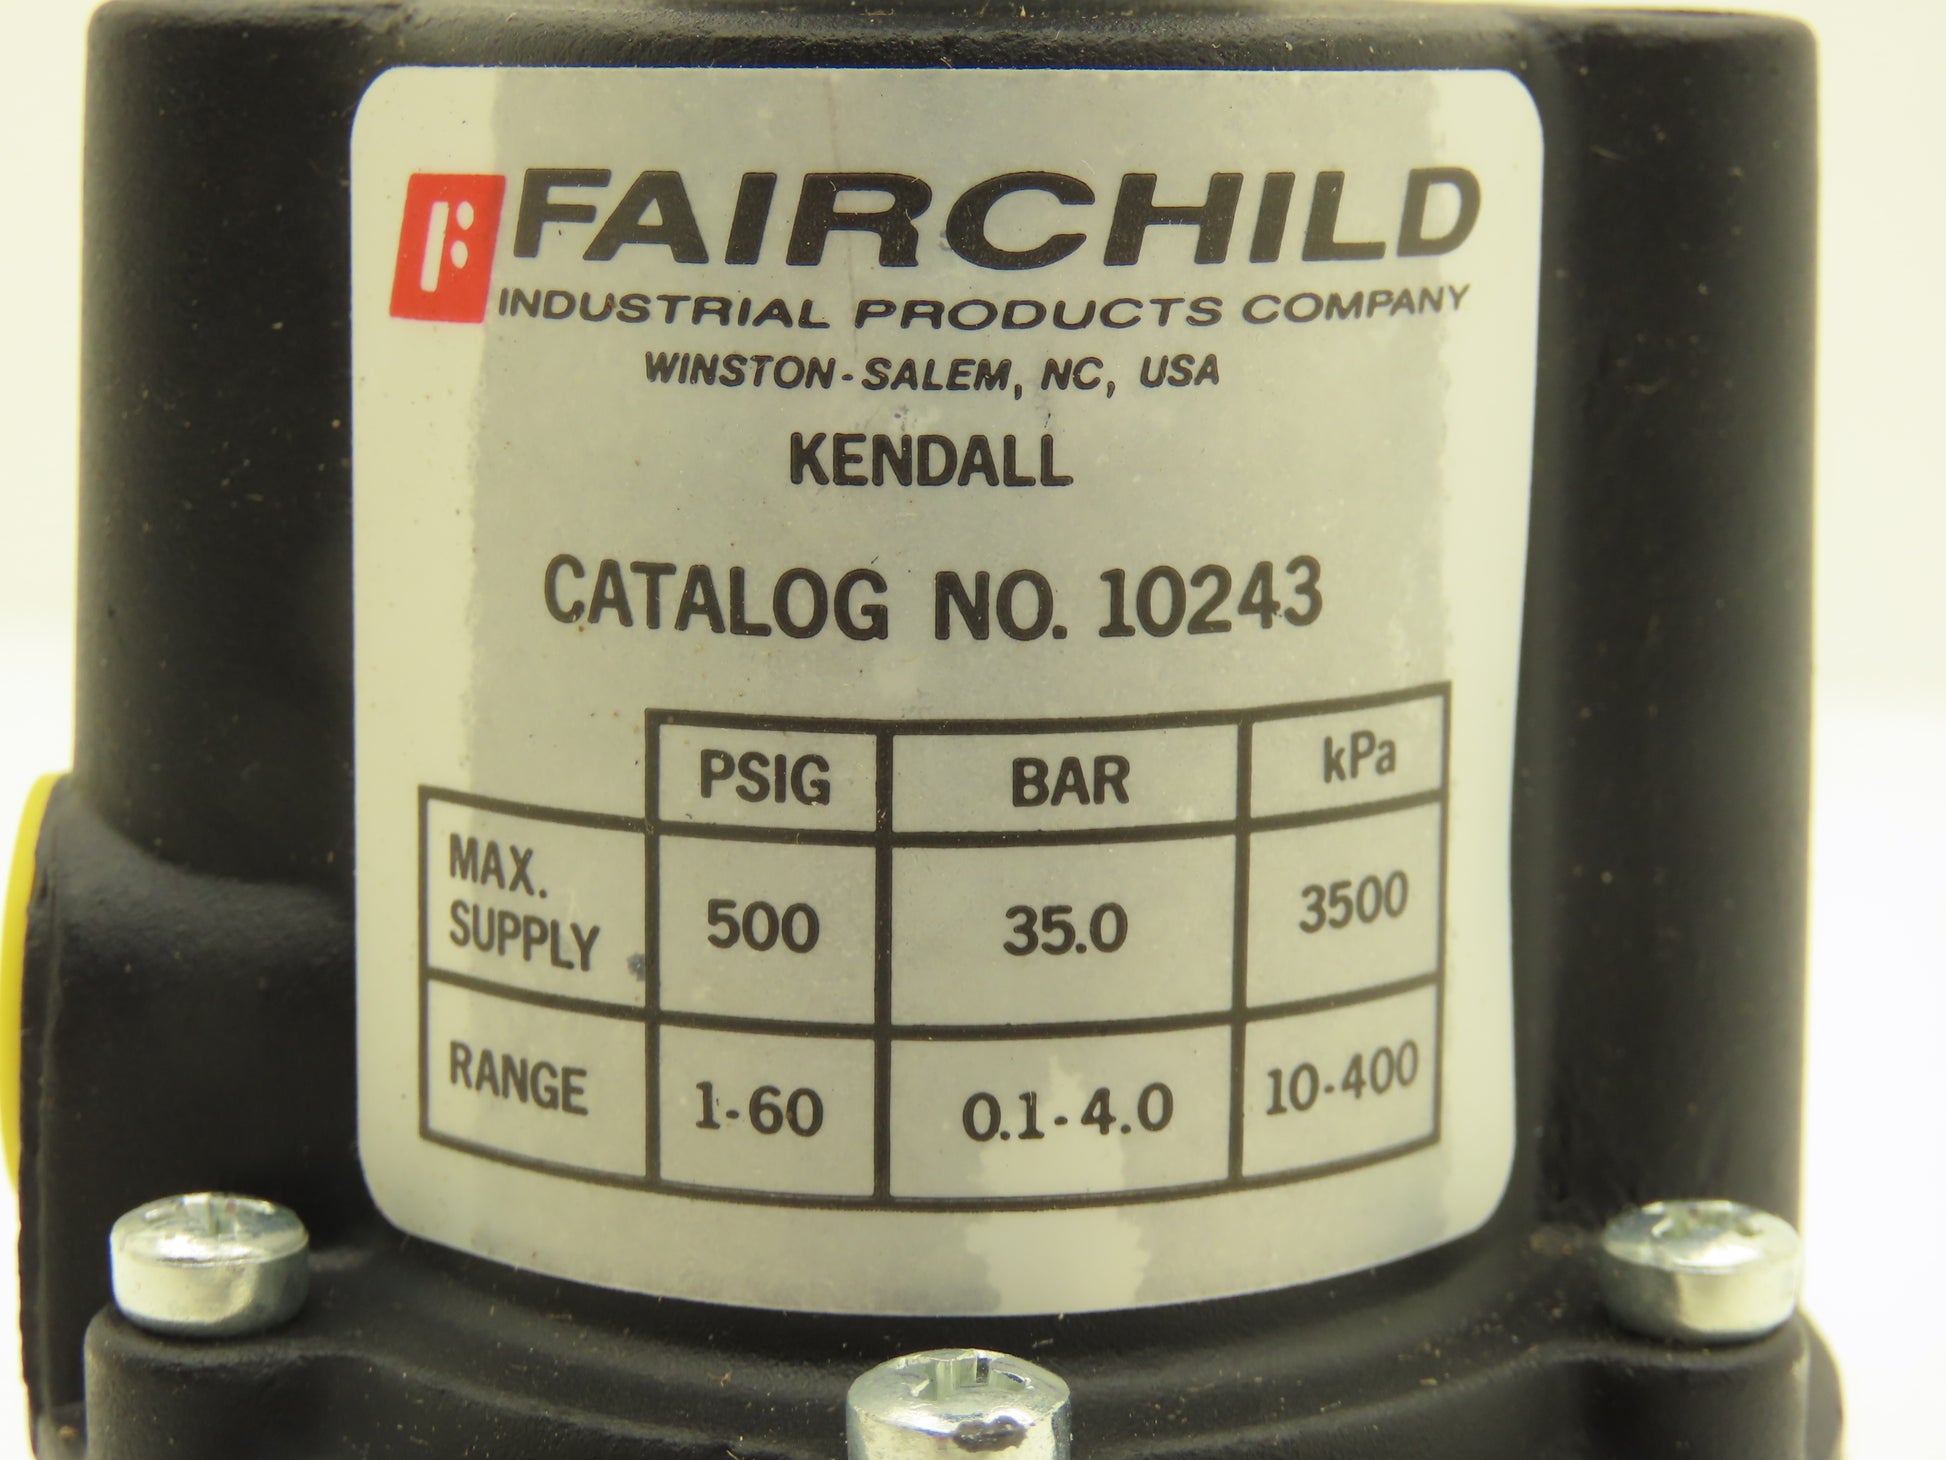 FAIRCHILD
INDUSTRIAL PRODUCTS COMPANY
WINSTON-SALEM, NC, USA
KENDALL
CATALOG NO. 10243
PSIG BAR kPa
MAX.
SUPPLY 500 35.0 3500
RANGE 1-60 0.1-4.0 10-400